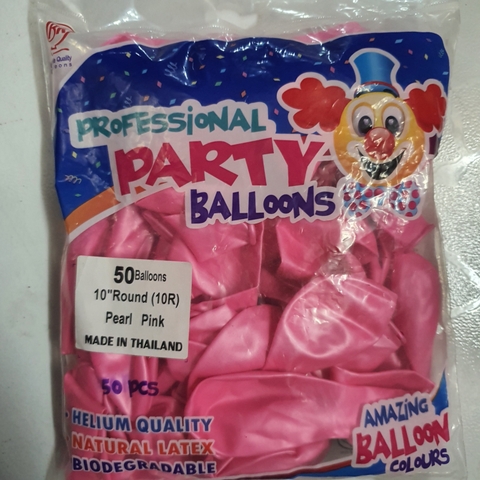 Quality
PROFESSIONAL
PARTY
BALLOONS
50 Balloons
10"Round (10R)
Pearl Pink
MADE IN THAILAND
50 PCS
• HELIUM QUALITY
NATURAL LATEX
BIODEGRADABLE
AMAZING
BALLOON
COLOURS